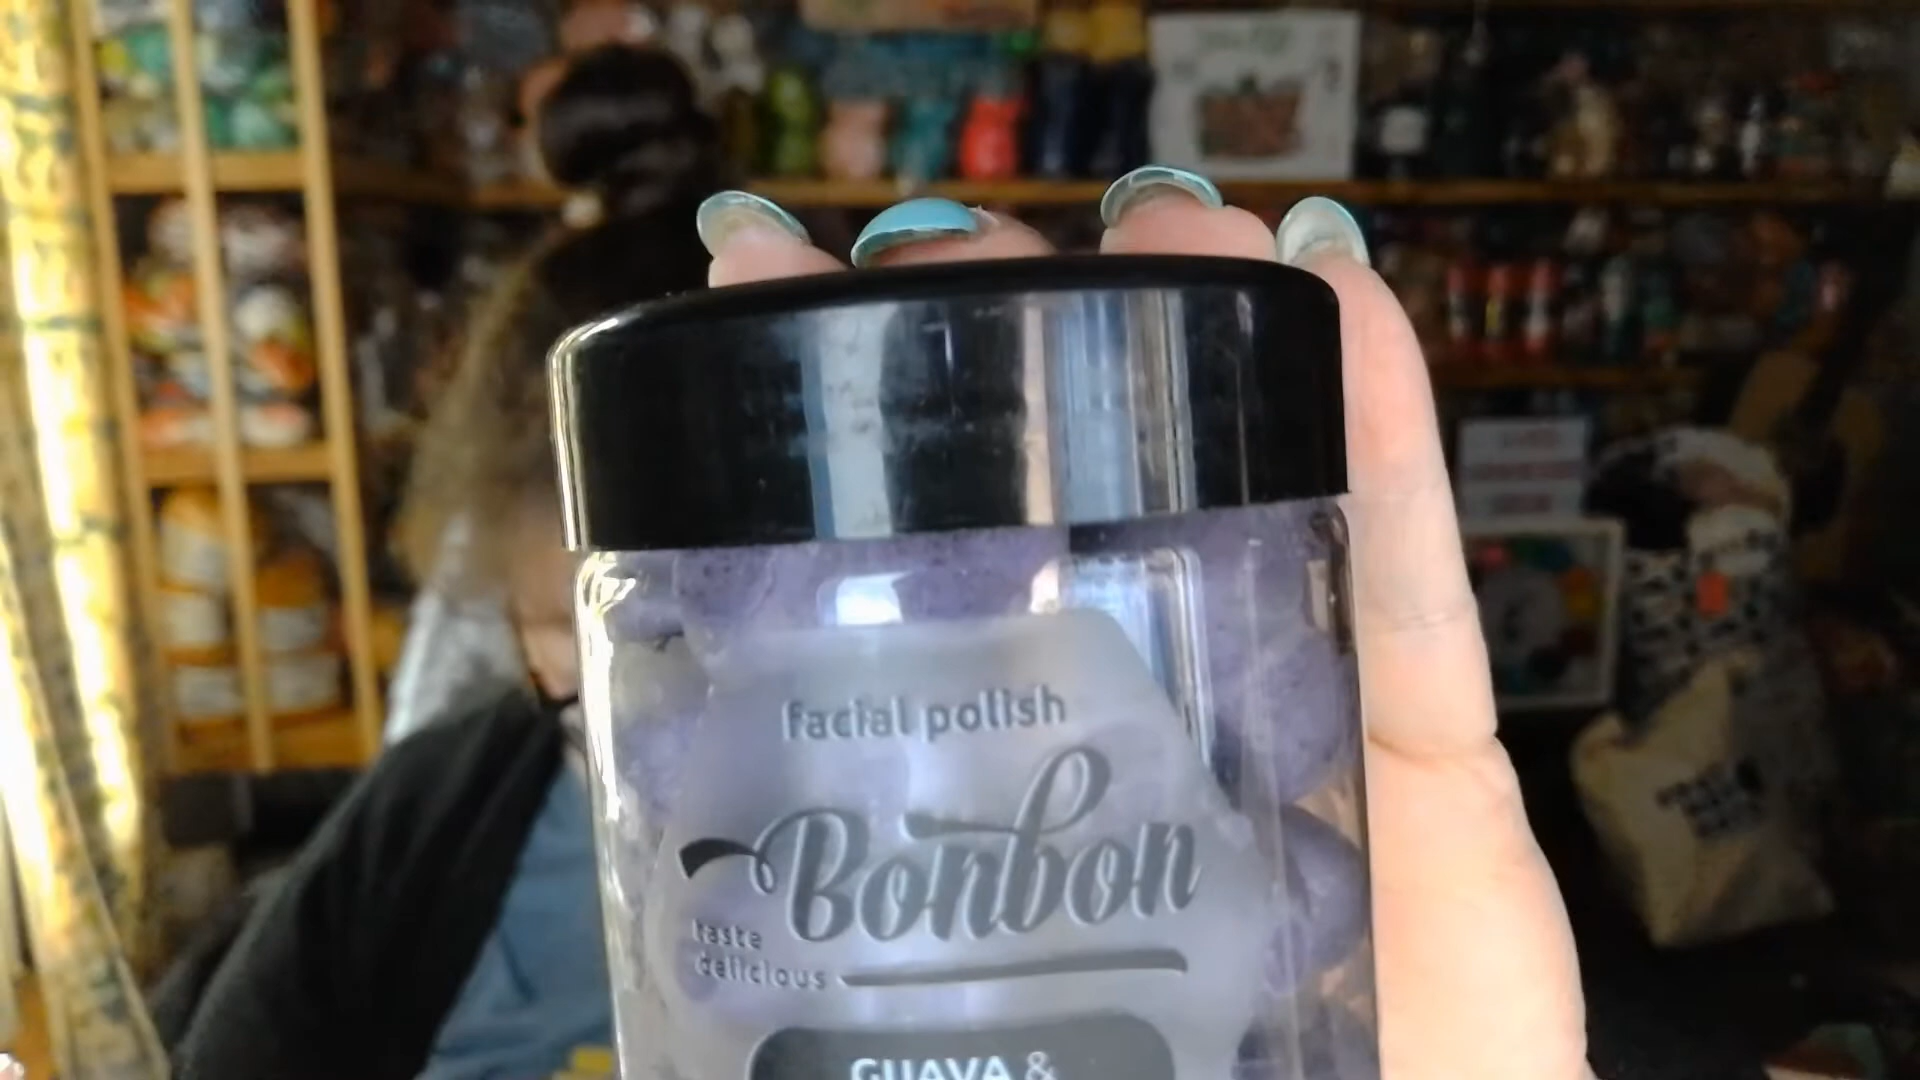 facial polish
Bonbon
taste
delicious
GUAVA &